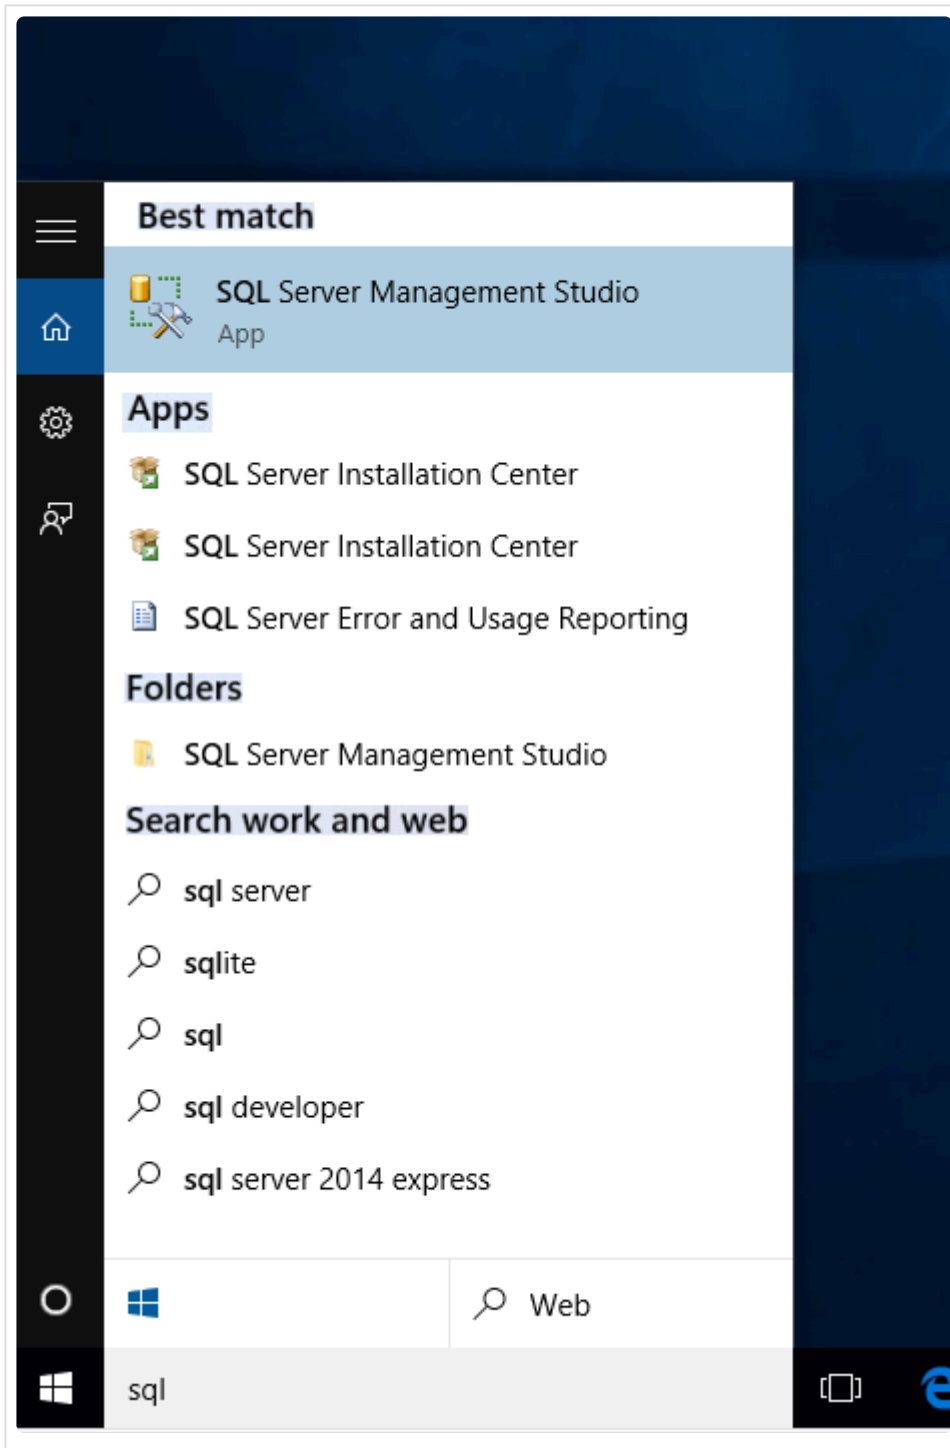 Best match
SQL Server Management Studio
App
Apps
SQL Server Installation Center
SQL Server Installation Center
SQL Server Error and Usage Reporting
Folders
SQL Server Management Studio
Search work and web
sql server
sqlite
sql
sql developer
sql server 2014 express
Web
sql